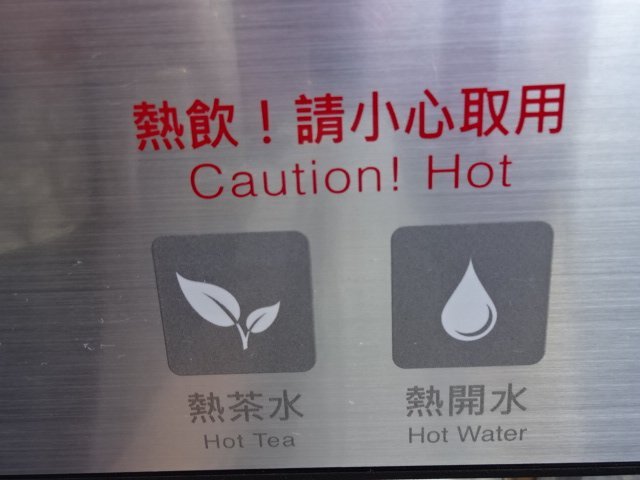 熱飲！請小心取用
Caution! Hot
熱茶水
Hot Tea
熱開水
Hot Water